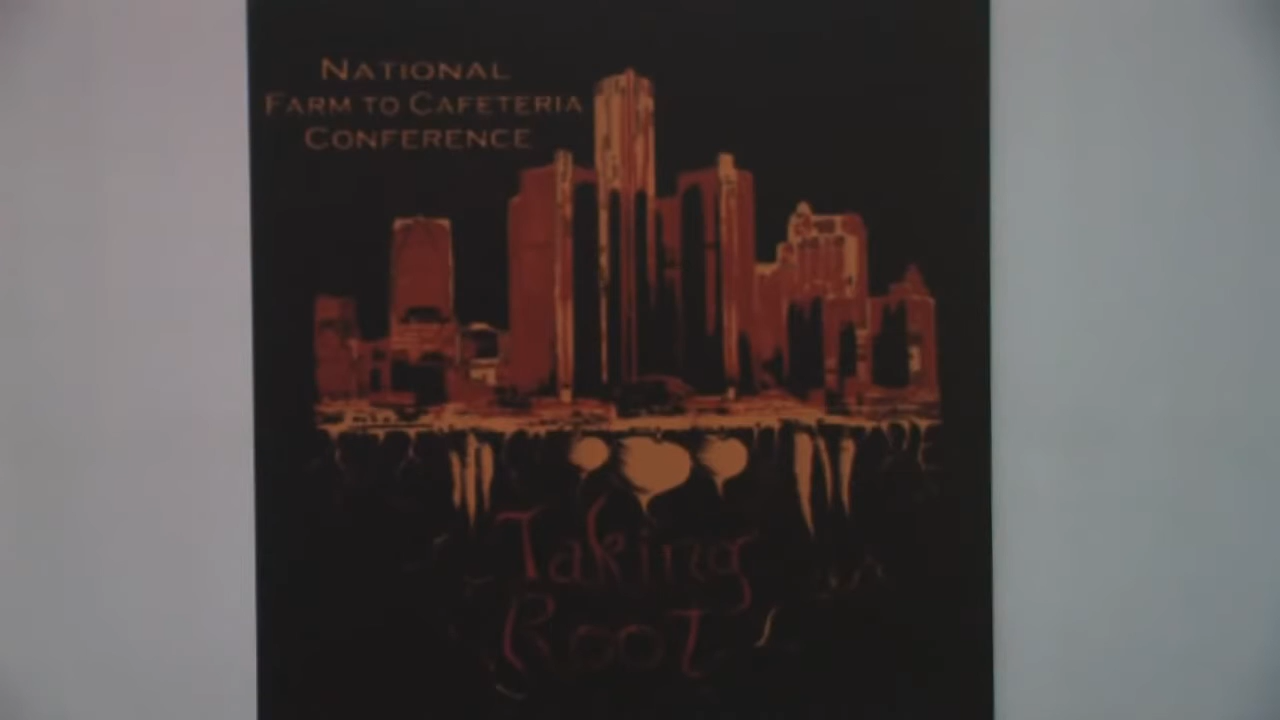 NATIONAL
FARM TO CAFETERIA
CONFERENCE
Taking
Root